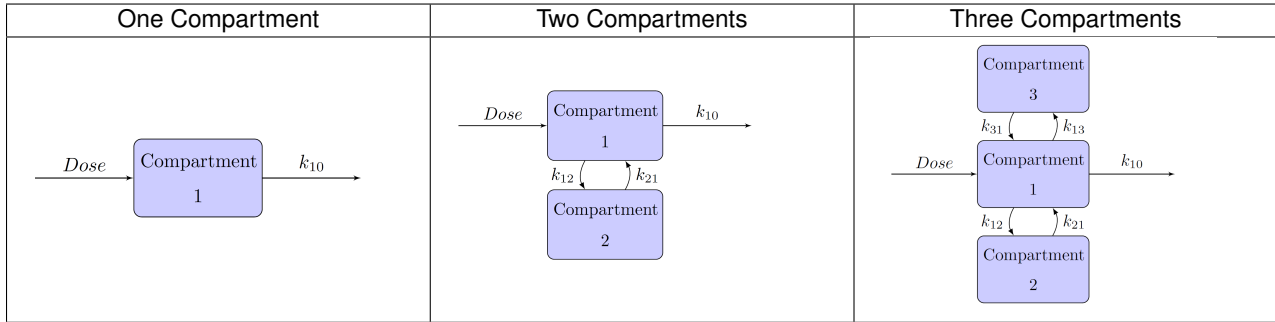 One Compartment
Two Compartments
Three Compartments
Dose
Compartment
1
k10
Dose
Compartment
1
k10
k12
k21
Compartment
2
Compartment
3
k31
k13
Dose
Compartment
1
k10
k12
k21
Compartment
2